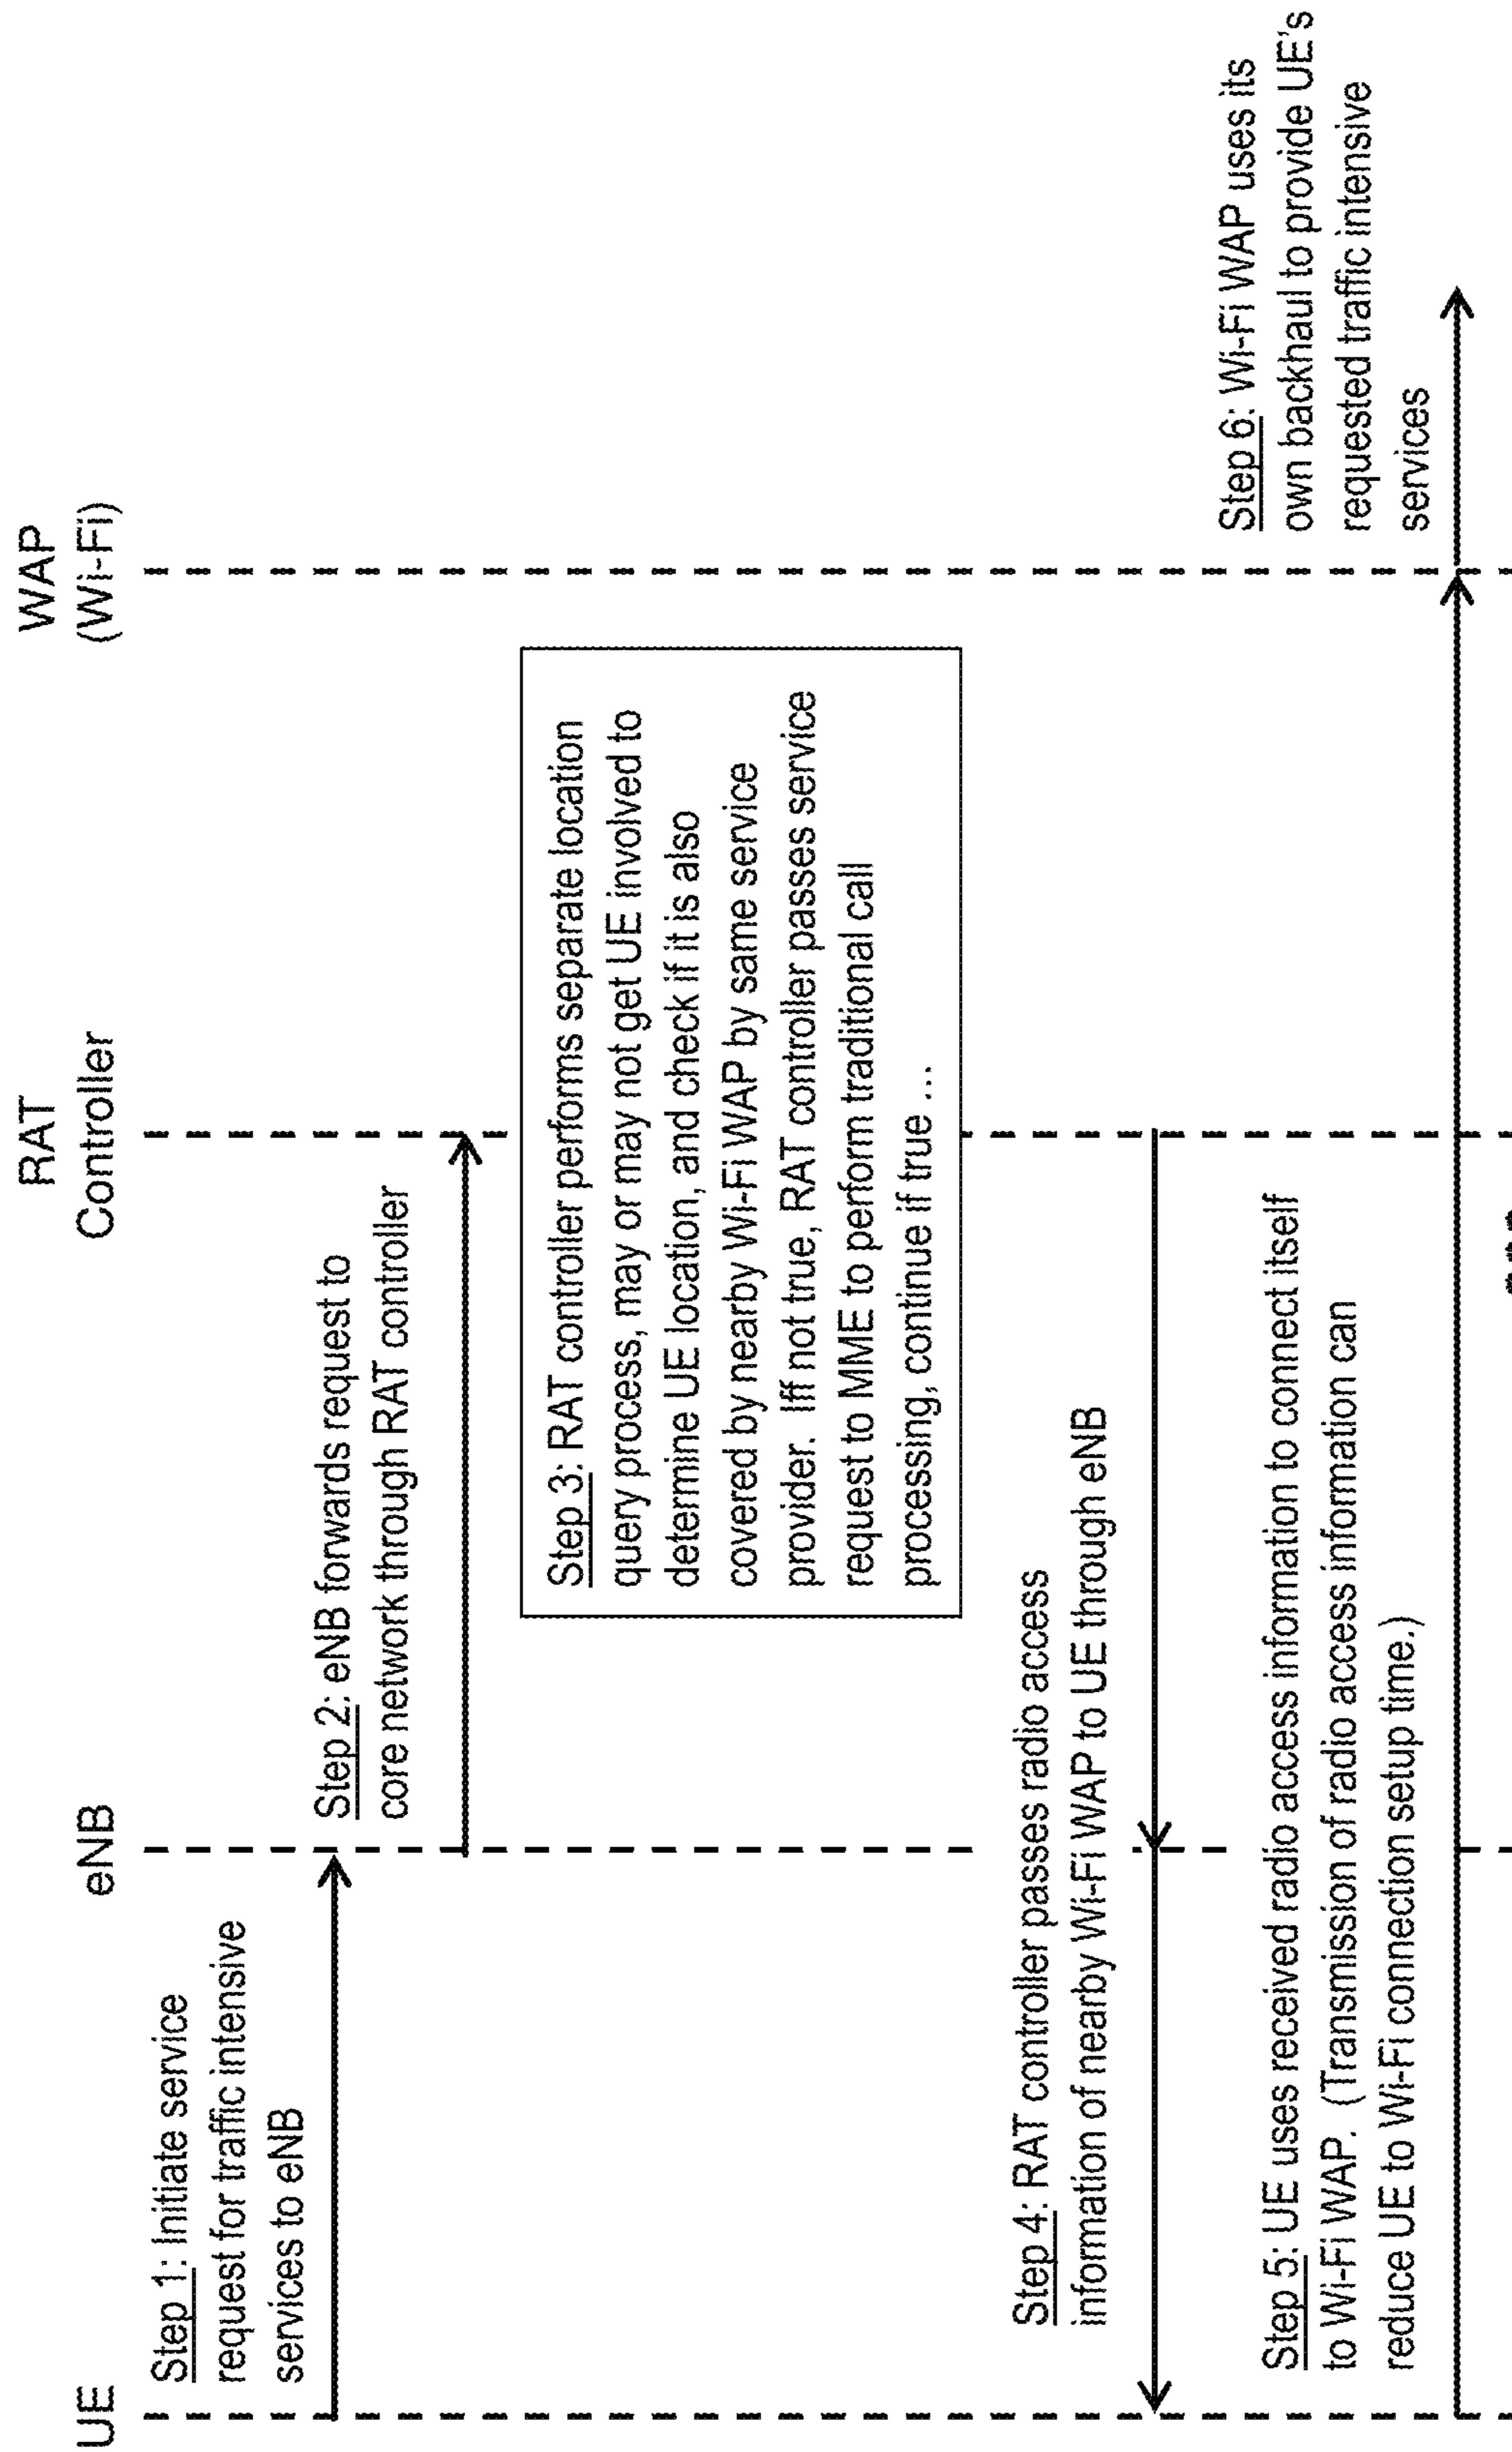 UE
eNB
RAT
Controller
WAP
(Wi-Fi)
Step 1: Initiate service
request for traffic intensive
services to eNB
Step 2: eNB forwards request to
core network through RAT controller
Step 3: RAT controller performs separate location
query process, may or may not get UE involved to
determine UE location, and check if it is also
covered by nearby Wi-Fi WAP by same service
provider. Iff not true, RAT controller passes service
request to MME to perform traditional call
processing, continue if true ...
Step 4: RAT controller passes radio access
information of nearby Wi-Fi WAP to UE through eNB
Step 5: UE uses received radio access information to connect itself
to Wi-Fi WAP. (Transmission of radio access information can
reduce UE to Wi-Fi connection setup time.)
Step 6: Wi-Fi WAP uses its
own backhaul to provide UE's
requested traffic intensive
services